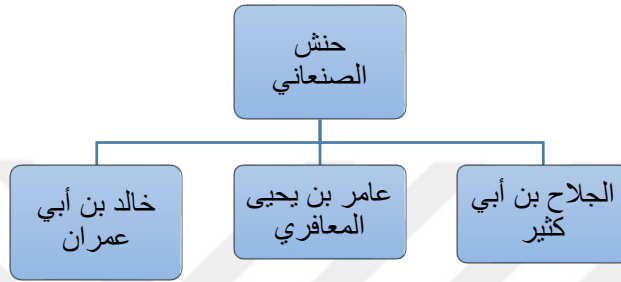 حنش
الصنعاني
الجلاح بن أبي
كثير
عامر بن يحيى
المعافري
خالد بن أبي
عمران